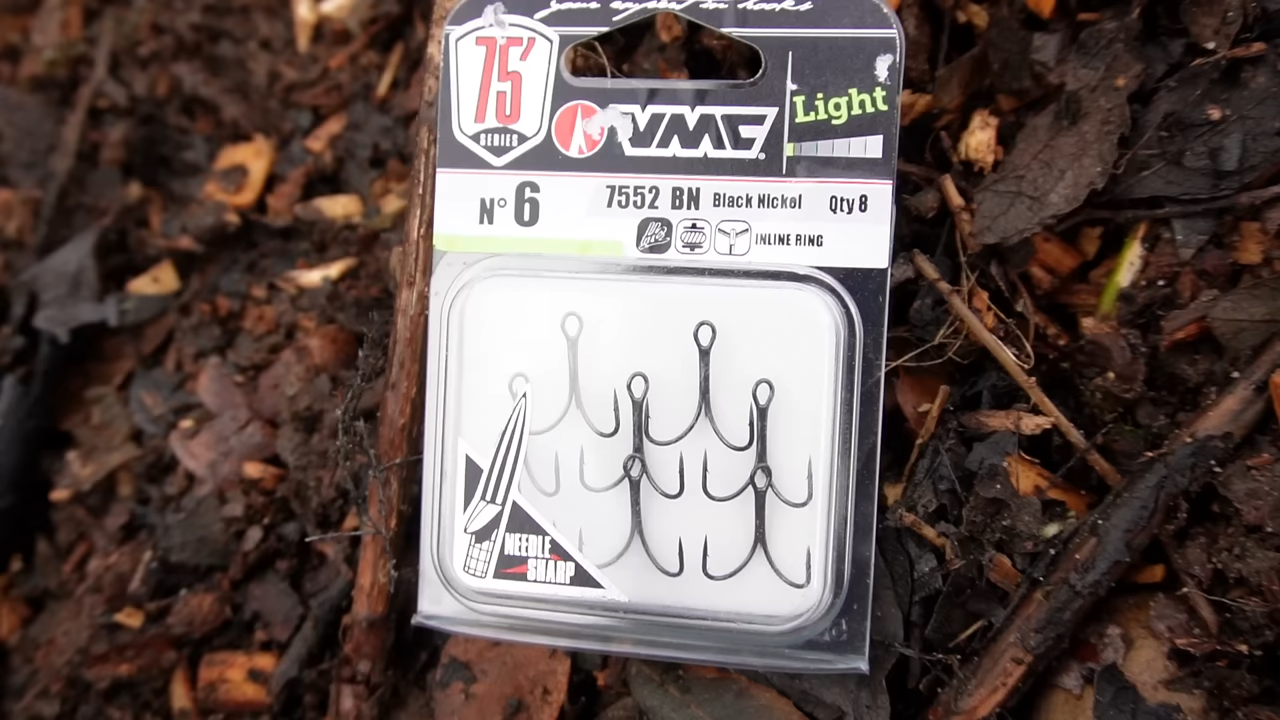 your expert in hooks
75'
SERIES
VMC
Light
N° 6
7552 BN Black Nickel Qty 8
INLINE RING
NEEDLE
SHARP